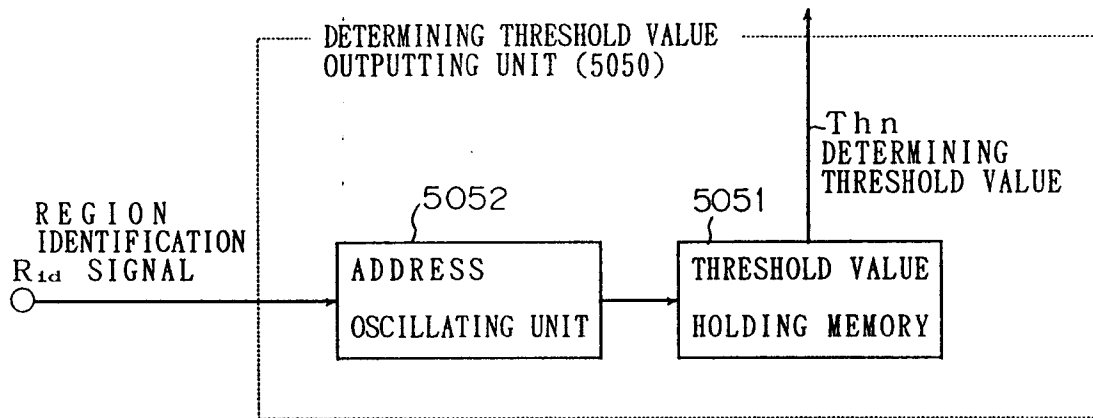 DETERMINING THRESHOLD VALUE
OUTPUTTING UNIT (5050)
Thn
DETERMINING
THRESHOLD VALUE
REGION
IDENTIFICATION
Rid SIGNAL
5052
ADDRESS
OSCILLATING UNIT
5051
THRESHOLD VALUE
HOLDING MEMORY